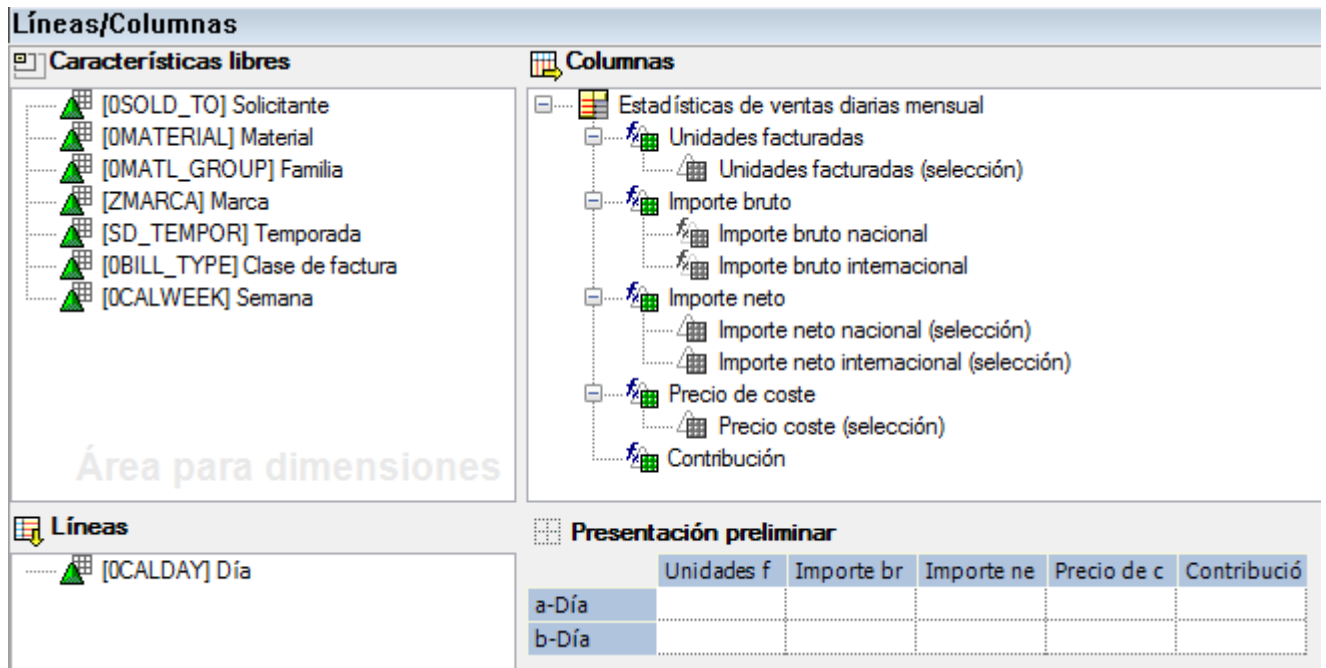 Líneas/Columnas
Características libres
[0SOLD_TO] Solicitante
[0MATERIAL] Material
[0MATL_GROUP] Familia
[ZMARCA] Marca
[SD_TEMPOR] Temporada
[0BILL_TYPE] Clase de factura
[0CALWEEK] Semana
Área para dimensiones
Columnas
Estadísticas de ventas diarias mensual
Unidades facturadas
Unidades facturadas (selección)
Importe bruto
Importe bruto nacional
Importe bruto internacional
Importe neto
Importe neto nacional (selección)
Importe neto internacional (selección)
Precio de coste
Precio coste (selección)
Contribución
Líneas
[0CALDAY] Día
Presentación preliminar
Unidades f Importe br Importe ne Precio de c Contribució
a-Día
b-Día